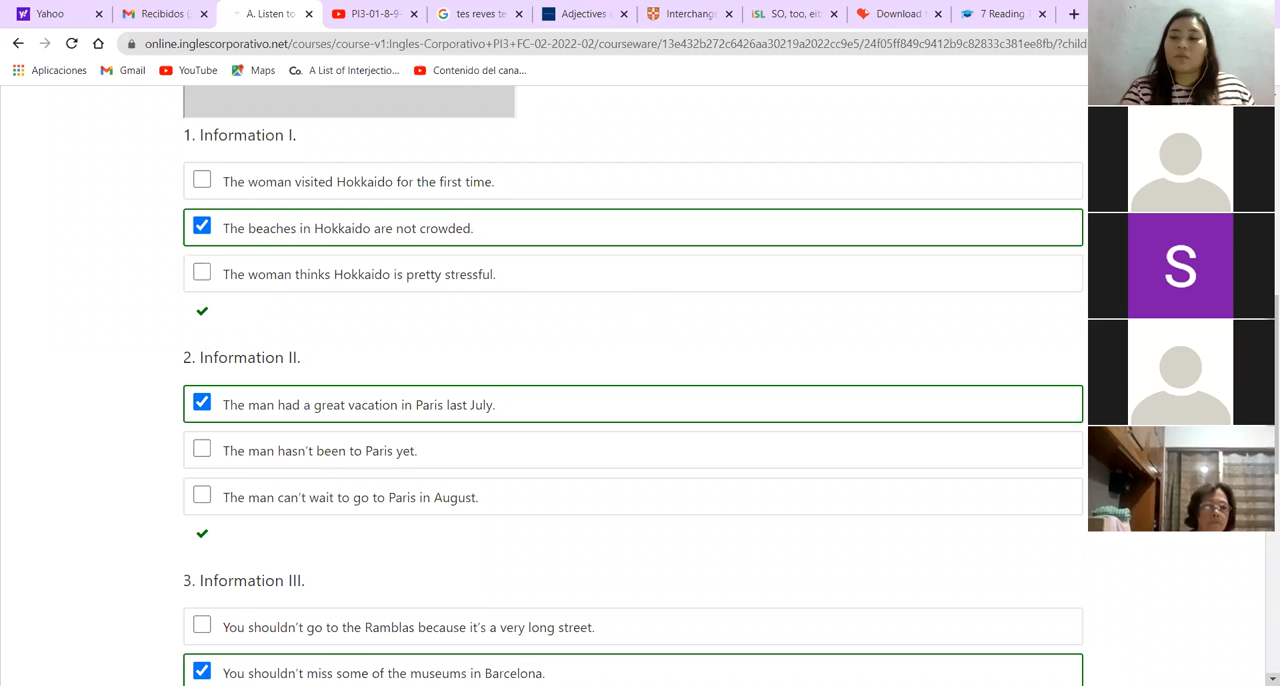 Yahoo
Recibidos (
A. Listen to
PI3-01-8-9-
tes reves te
Adjectives
Interchang
SO, too, eit
Download
7 Reading
online.inglescorporativo.net/courses/course-v1:Ingles-Corporativo+PI3+FC-02-2022-02/courseware/13e432b272c6426aa30219a2022cc9e5/24f05ff849c9412b9c82833c381ee8fb/?child
Aplicaciones
Gmail
YouTube
Maps
Co. A List of Interjectio...
Contenido del cana...
1. Information I.
The woman visited Hokkaido for the first time.
The beaches in Hokkaido are not crowded.
The woman thinks Hokkaido is pretty stressful.
2. Information II.
The man had a great vacation in Paris last July.
The man hasn't been to Paris yet.
The man can't wait to go to Paris in August.
3. Information III.
You shouldn't go to the Ramblas because it's a very long street.
You shouldn't miss some of the museums in Barcelona.
S